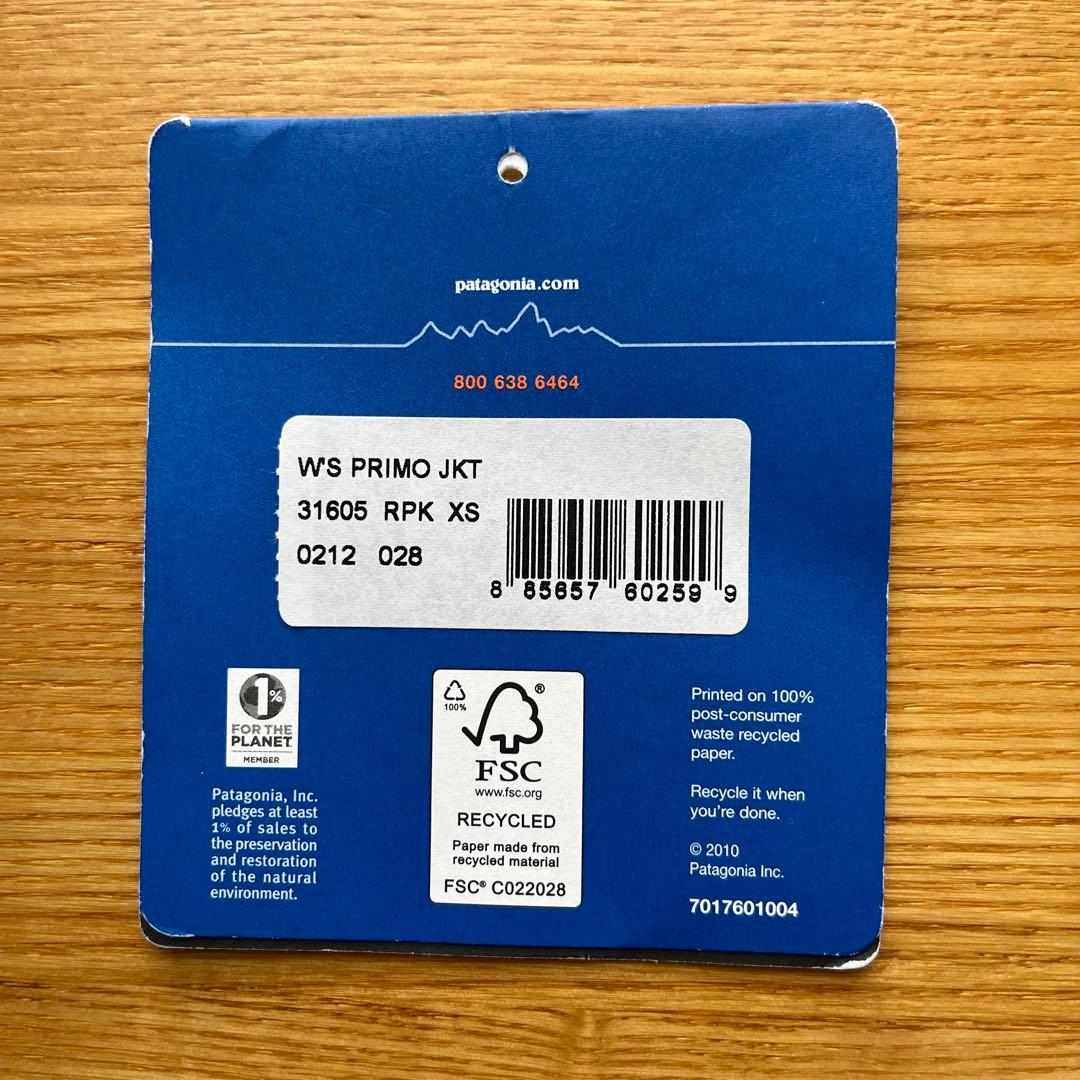 patagonia.com
800 638 6464
W'S PRIMO JKT
31605 RPK XS
0212 028
8 85657 60259 9
1%
FOR THE
PLANET
MEMBER
Patagonia, Inc.
pledges at least
1% of sales to
the preservation
and restoration
of the natural
environment.
100%
®
FSC
www.fsc.org
RECYCLED
Paper made from
recycled material
FSC® C022028
Printed on 100%
post-consumer
waste recycled
paper.
Recycle it when
you're done.
© 2010
Patagonia Inc.
7017601004